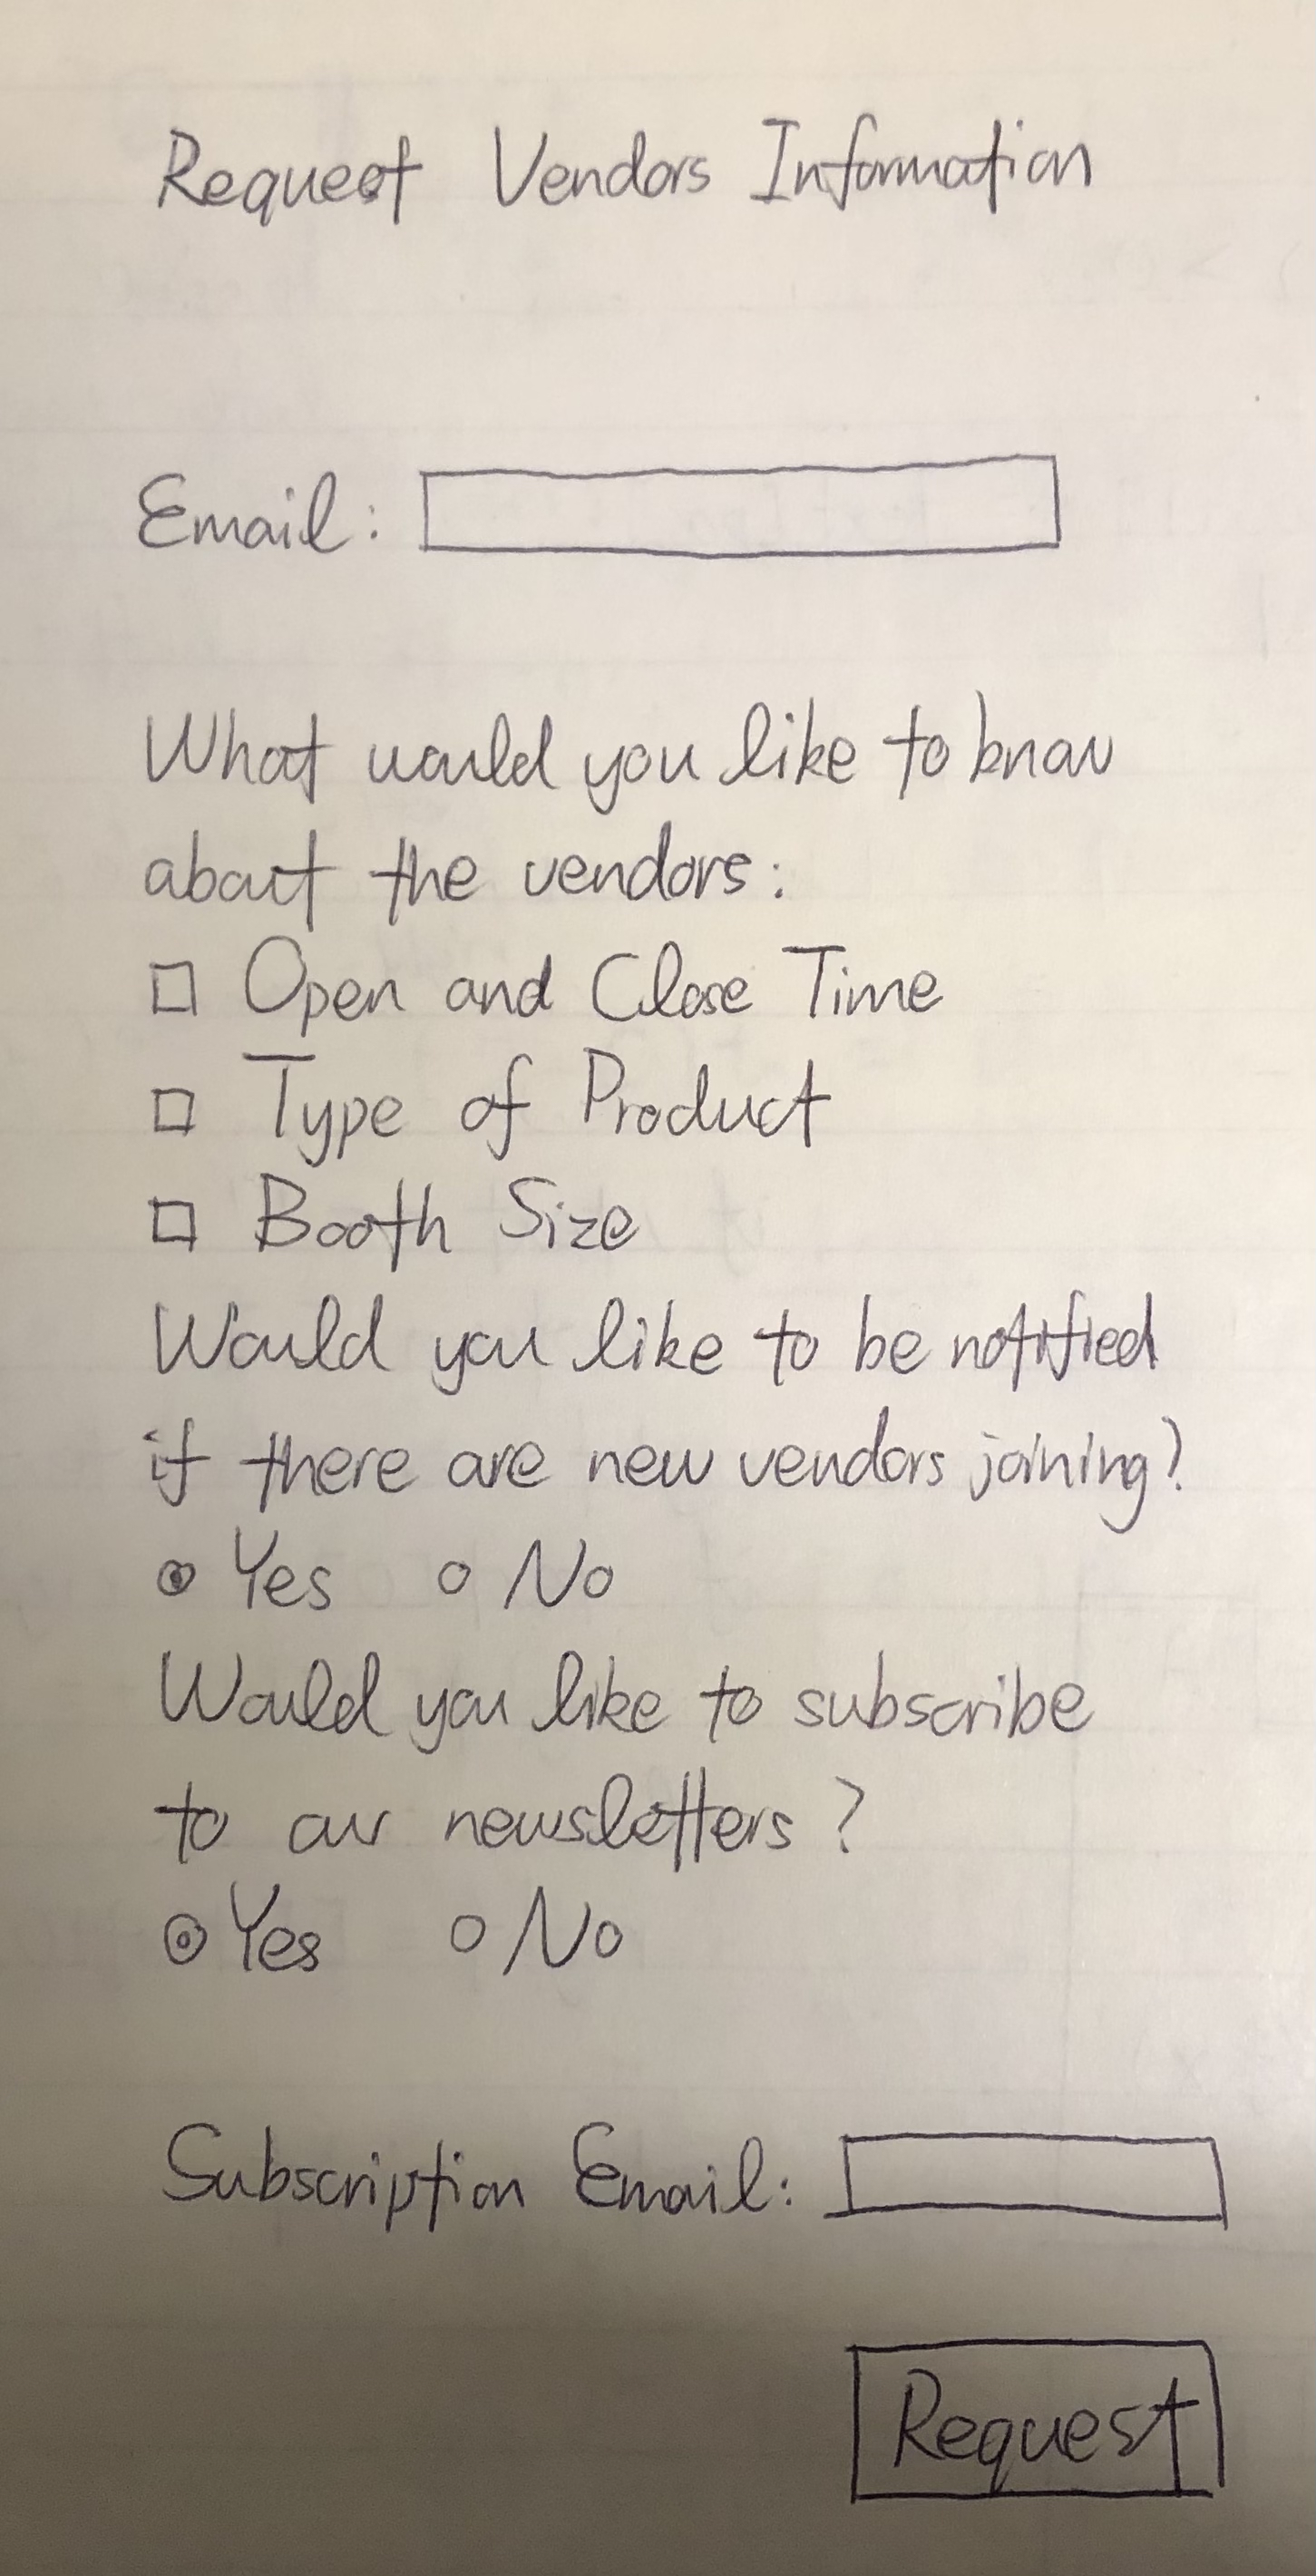 Request Vendors Information
Email:
What would you like to know
about the vendors:
Open and Close Time
Type of Product
Booth Size
Would you like to be notified
if there are new vendors joining?
Yes No
Would you like to subscribe
to our newsletters?
Yes No
Subscription Email:
Request